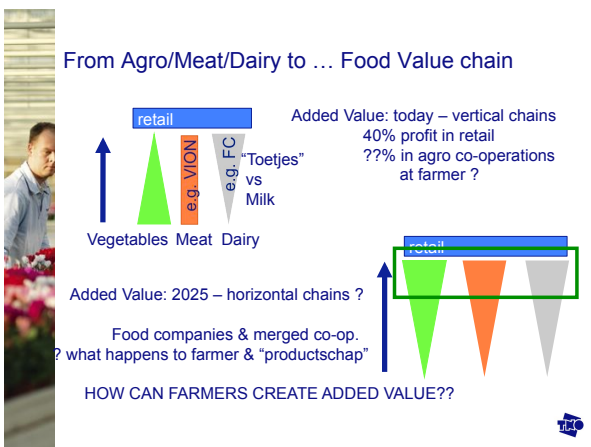 From Agro/Meat/Dairy to … Food Value chain
retail
e.g. VION
e.g. FC
"Toetjes"
vs
Milk
Vegetables Meat Dairy
Added Value: today – vertical chains
40% profit in retail
??% in agro co-operations
at farmer ?
retail
Added Value: 2025 – horizontal chains ?
Food companies & merged co-op.
? what happens to farmer & "productschap"
HOW CAN FARMERS CREATE ADDED VALUE??
TNO